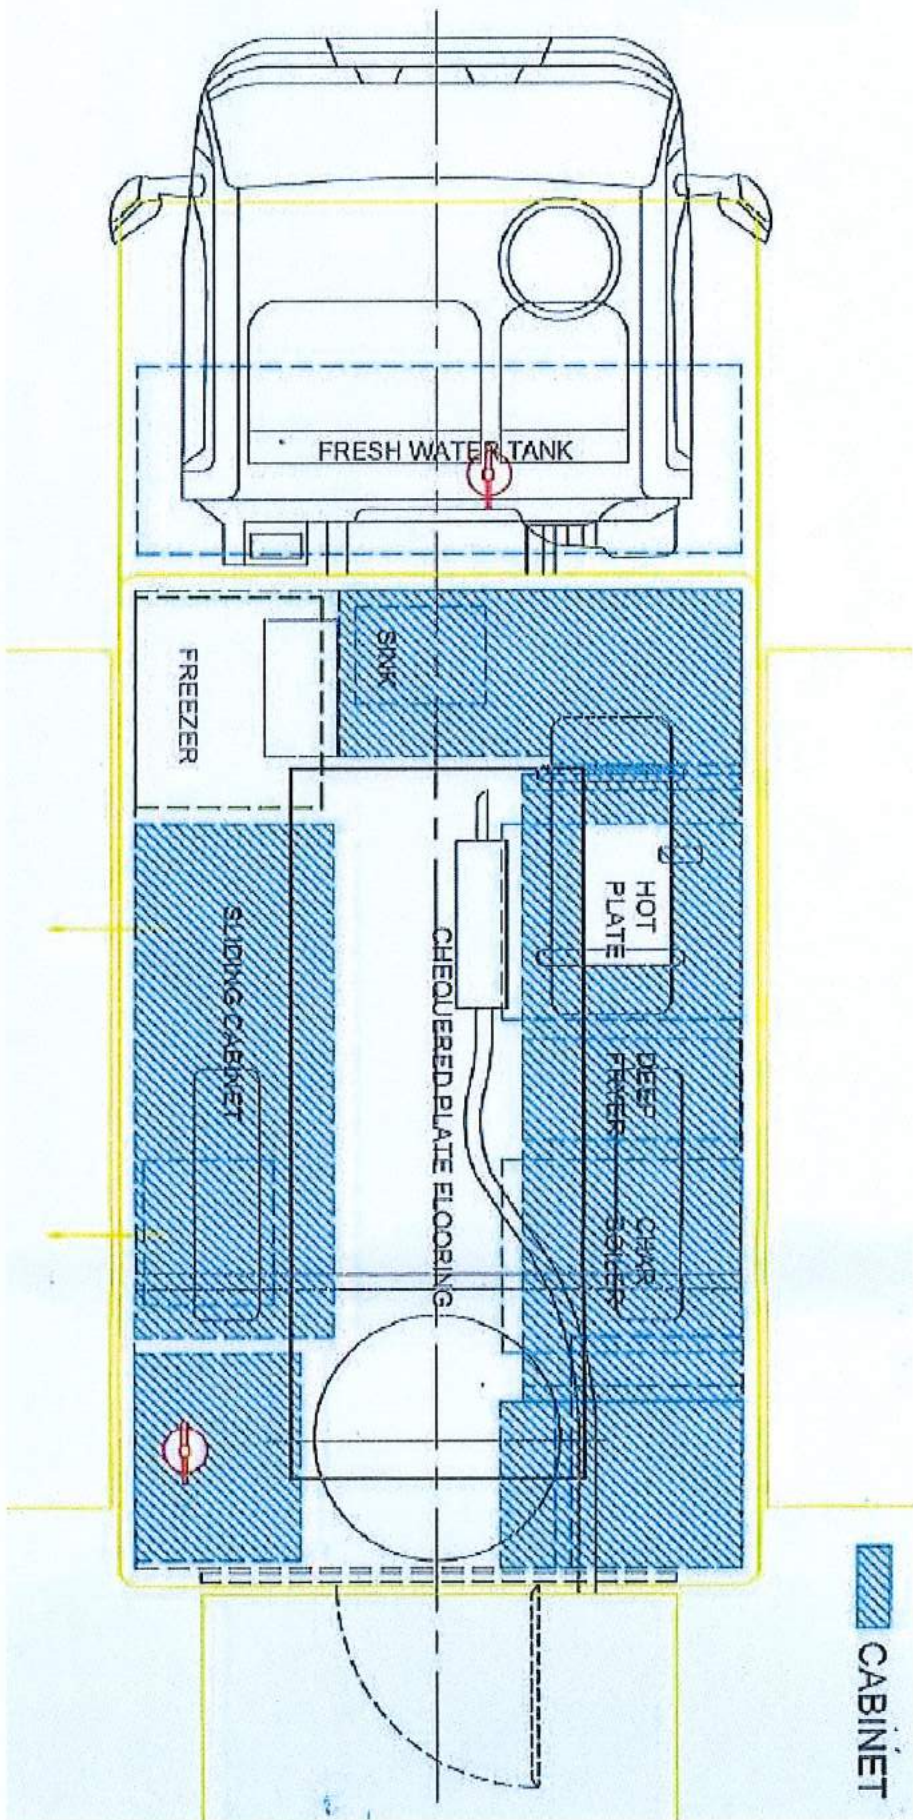 FRESH WATER TANK
SINK
FREEZER
HOT
PLATE
SLIDING CABINET
CHEQUERED PLATE FLOORING
DEEP
FRYER
CHAR
BOILER
CABINET